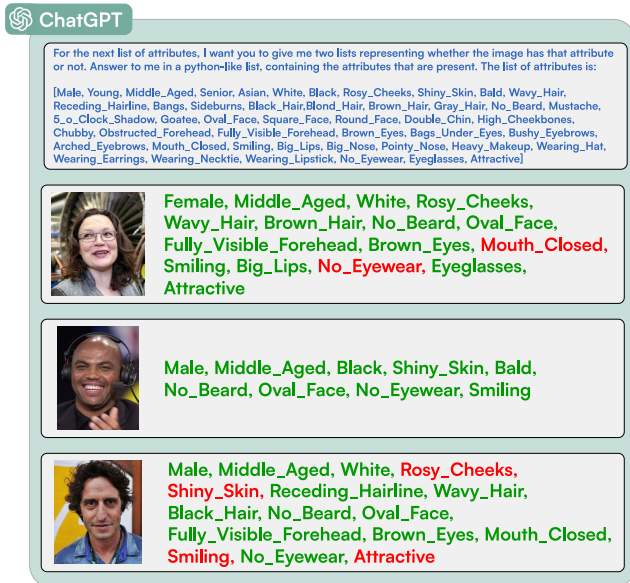 ChatGPT
For the next list of attributes, I want you to give me two lists representing whether the image has that attribute
or not. Answer to me in a python-like list, containing the attributes that are present. The list of attributes is:
[Male, Young, Middle_Aged, Senior, Asian, White, Black, Rosy_Cheeks, Shiny_Skin, Bald, Wavy_Hair,
Receding_Hairline, Bangs, Sideburns, Black_Hair,Blond_Hair, Brown_Hair, Gray_Hair, No_Beard, Mustache,
5_o_Clock_Shadow, Goatee, Oval_Face, Square_Face, Round_Face, Double_Chin, High_Cheekbones,
Chubby, Obstructed_Forehead, Fully_Visible_Forehead, Brown_Eyes, Bags_Under_Eyes, Bushy_Eyebrows,
Arched_Eyebrows, Mouth_Closed, Smiling, Big_Lips, Big_Nose, Pointy_Nose, Heavy_Makeup, Wearing_Hat,
Wearing_Earrings, Wearing_Necktie, Wearing_Lipstick, No_Eyewear, Eyeglasses, Attractive]
Female, Middle_Aged, White, Rosy_Cheeks,
Wavy_Hair, Brown_Hair, No_Beard, Oval_Face,
Fully_Visible_Forehead, Brown_Eyes, Mouth_Closed,
Smiling, Big_Lips, No_Eyewear, Eyeglasses,
Attractive
Male, Middle_Aged, Black, Shiny_Skin, Bald,
No_Beard, Oval_Face, No_Eyewear, Smiling
Male, Middle_Aged, White, Rosy_Cheeks,
Shiny_Skin, Receding_Hairline, Wavy_Hair,
Black_Hair, No_Beard, Oval_Face,
Fully_Visible_Forehead, Brown_Eyes, Mouth_Closed,
Smiling, No_Eyewear, Attractive